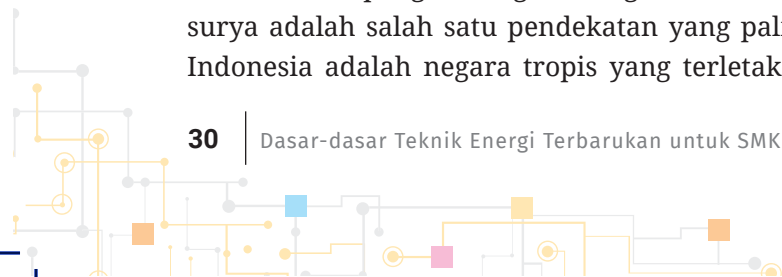 surya adalah salah satu pendekatan yang
Indonesia adalah negara tropis yang terletak
30 Dasar-dasar Teknik Energi Terbarukan untuk SMK